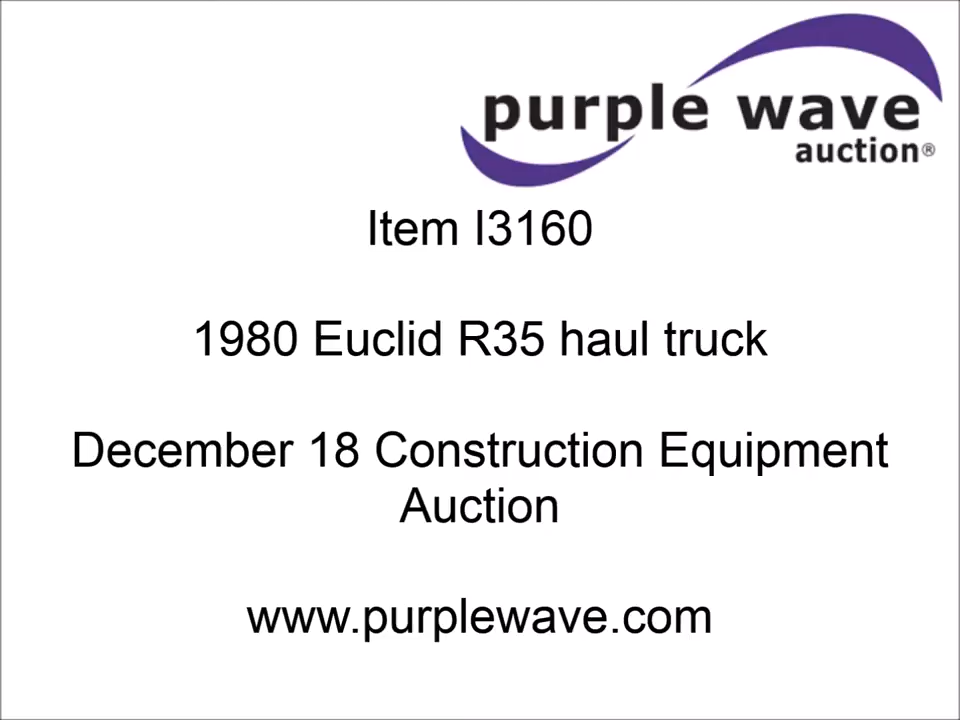 purple wave
auction®
Item I3160
1980 Euclid R35 haul truck
December 18 Construction Equipment
Auction
www.purplewave.com